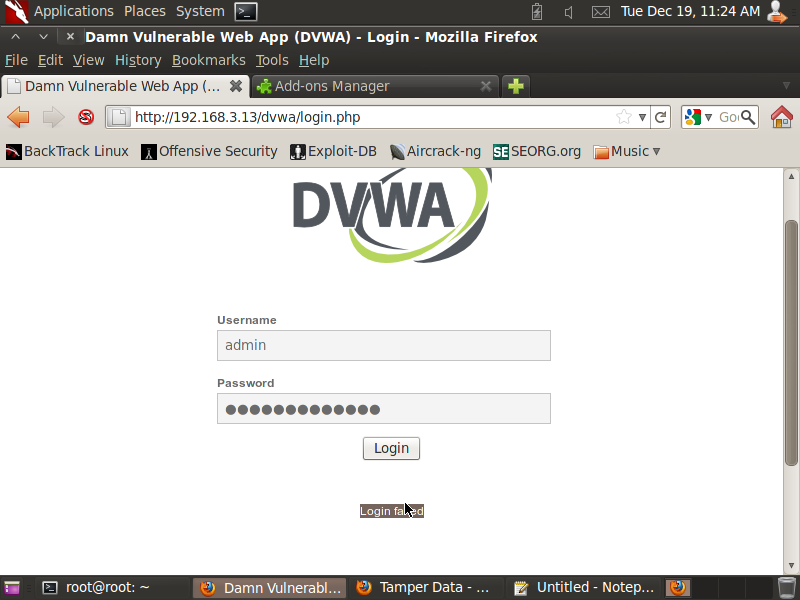 Applications Places System Tue Dec 19, 11:24 AM
Damn Vulnerable Web App (DVWA) - Login - Mozilla Firefox
File Edit View History Bookmarks Tools Help
Damn Vulnerable Web App (... Add-ons Manager
http://192.168.3.13/dvwa/login.php Goo
BackTrack Linux Offensive Security Exploit-DB Aircrack-ng SE SEORG.org Music
DVWA
Username
admin
Password
Login
Login failed
root@root: ~ Damn Vulnerabl... Tamper Data - ... Untitled - Notep...